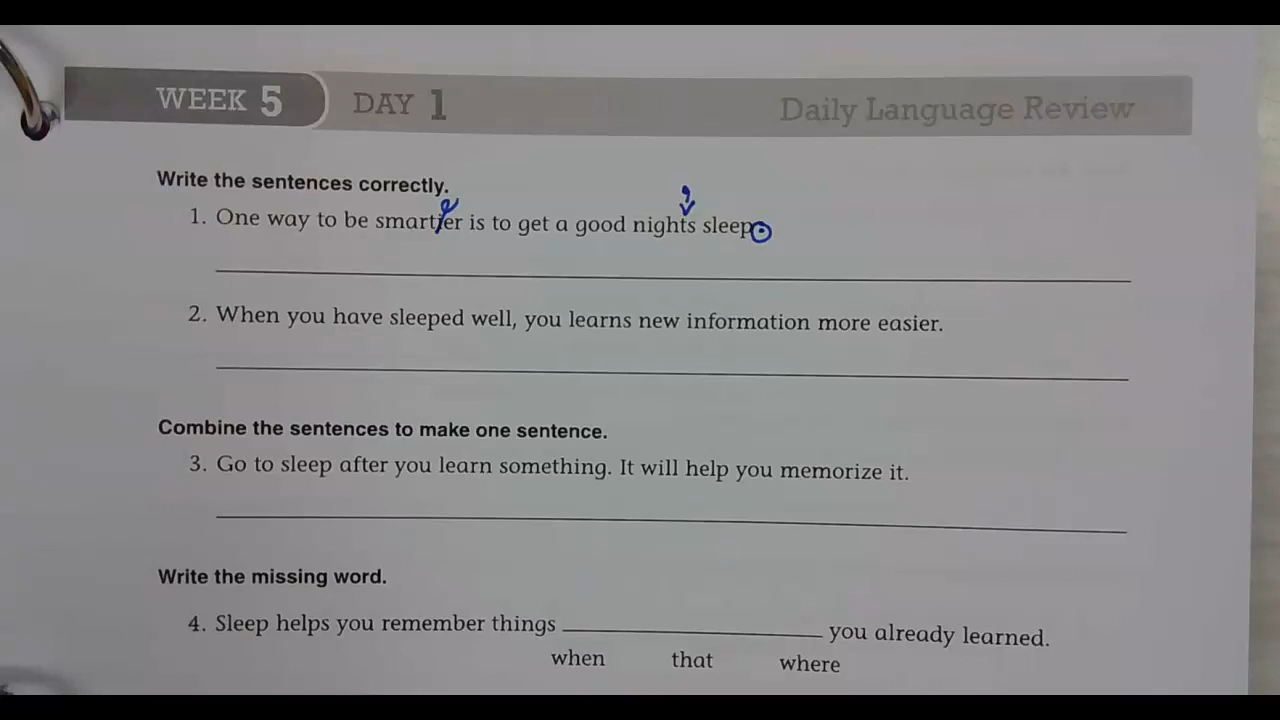 WEEK 5 DAY 1 Daily Language Review
Write the sentences correctly.
1. One way to be smartier is to get a good nights sleep.
2. When you have sleeped well, you learns new information more easier.
Combine the sentences to make one sentence.
3. Go to sleep after you learn something. It will help you memorize it.
Write the missing word.
4. Sleep helps you remember things ____ you already learned.
when that where